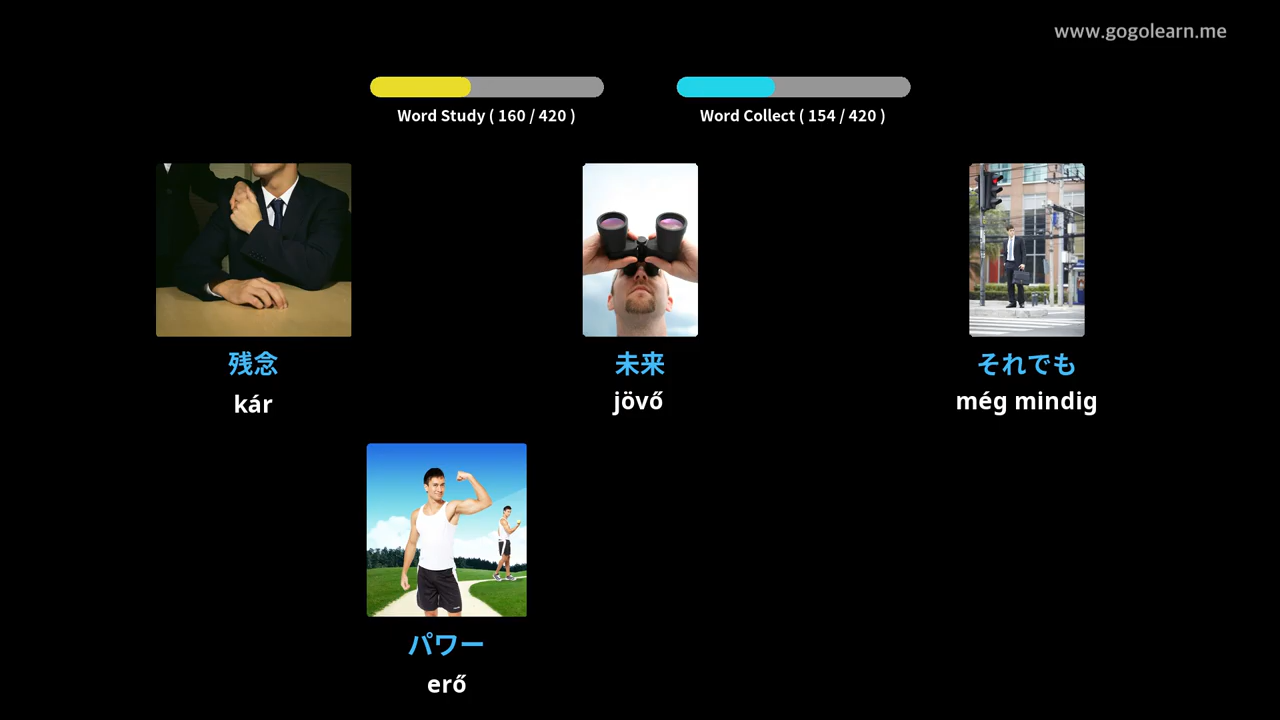 www.gogolearn.me
Word Study ( 160 / 420 )
Word Collect ( 154 / 420 )
残念
kár
未来
jövő
それでも
még mindig
パワー
erő